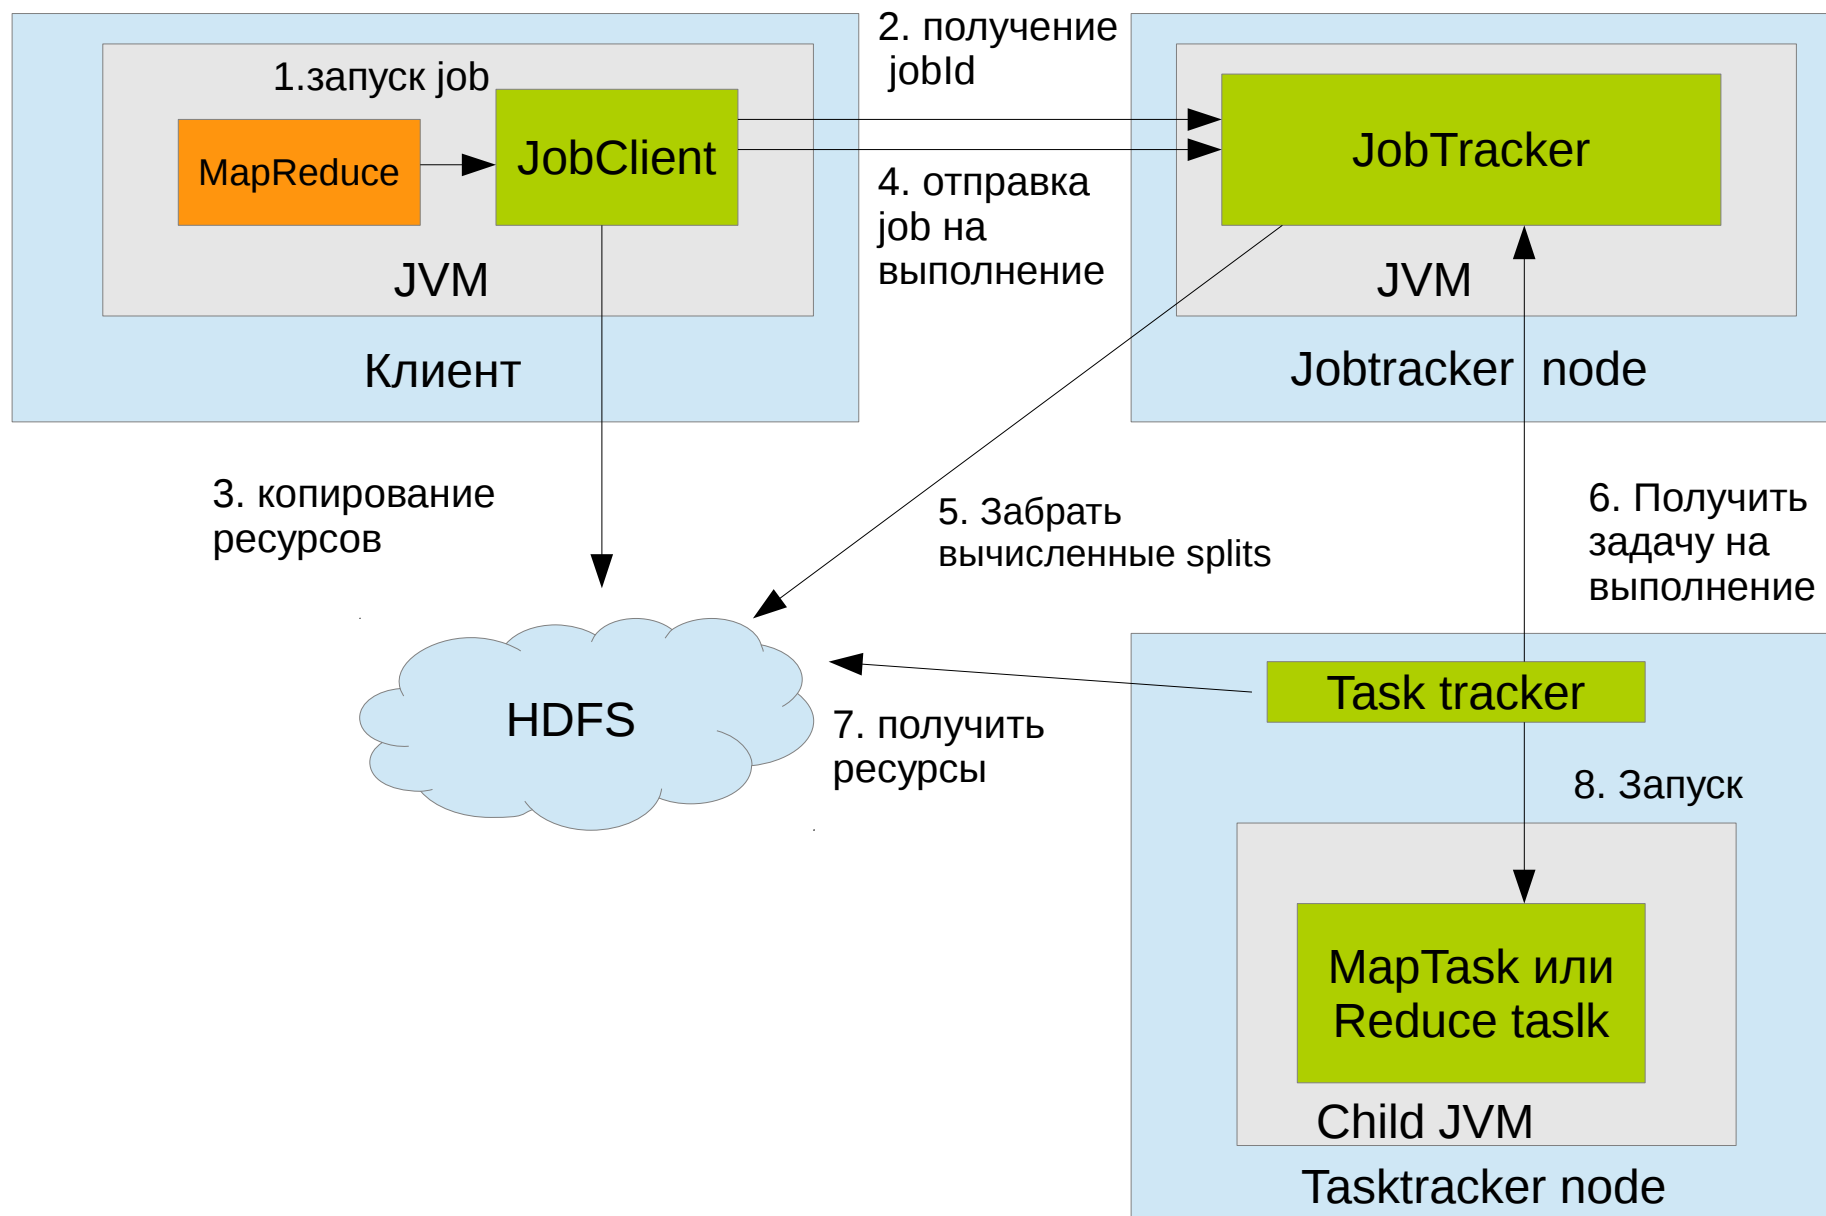 1.запуск job
MapReduce
JobClient
JVM
Клиент
2. получение
jobId
4. отправка
job на
выполнение
JobTracker
JVM
Jobtracker node
3. копирование
ресурсов
5. Забрать
вычисленные splits
6. Получить
задачу на
выполнение
HDFS
7. получить
ресурсы
Task tracker
8. Запуск
MapTask или
Reduce taslk
Child JVM
Tasktracker node